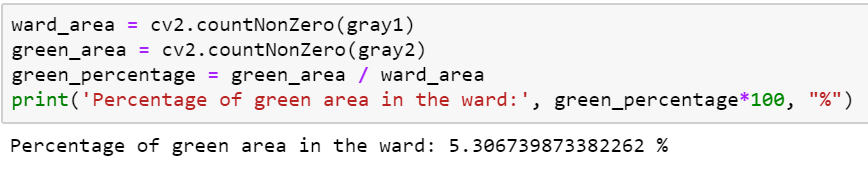 ward_area = cv2.countNonZero(gray1)
green_area = cv2.countNonZero(gray2)
green_percentage = green_area / ward_area
print('Percentage of green area in the ward:', green_percentage*100, "%")
Percentage of green area in the ward: 5.306739873382262 %